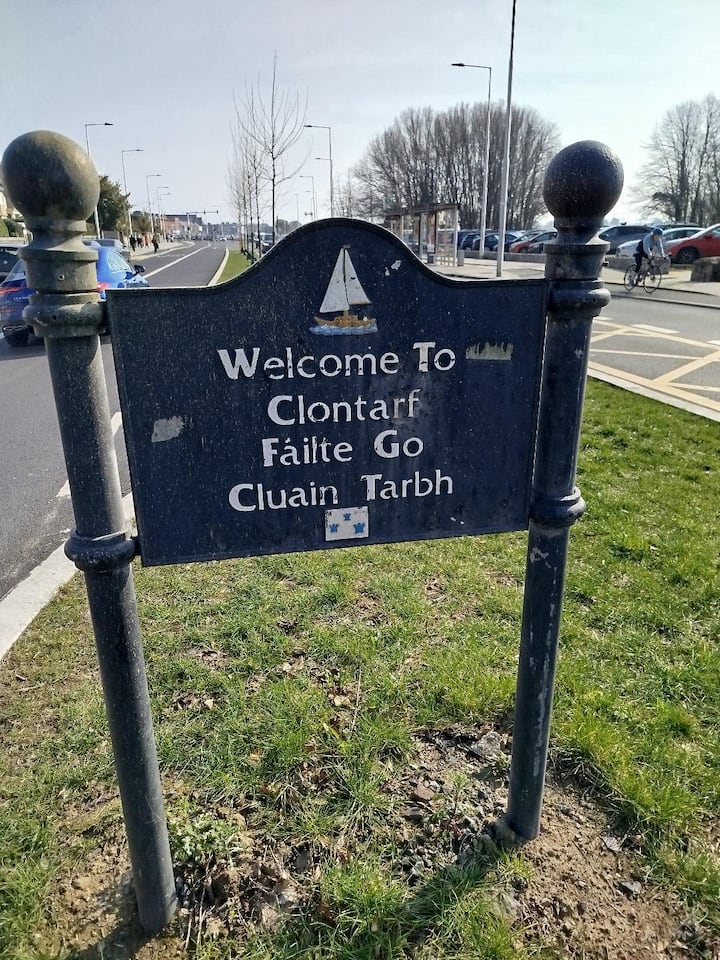 Welcome To
Clontarf
Fáilte Go
Cluain Tarbh